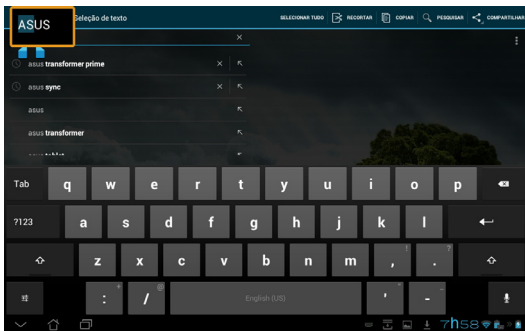 ASUS
Seleção de texto
SELECIONAR TUDO RECORTAR COPIAR PESQUISAR COMPARTILHAR
asus transformer prime
asus sync
asus
asus transformer
Tab q w e r t y u i o p
?123 a s d f g h j k l
z x c v b n m , ! . ?
: + / @ English (US) ' " - _
7h58